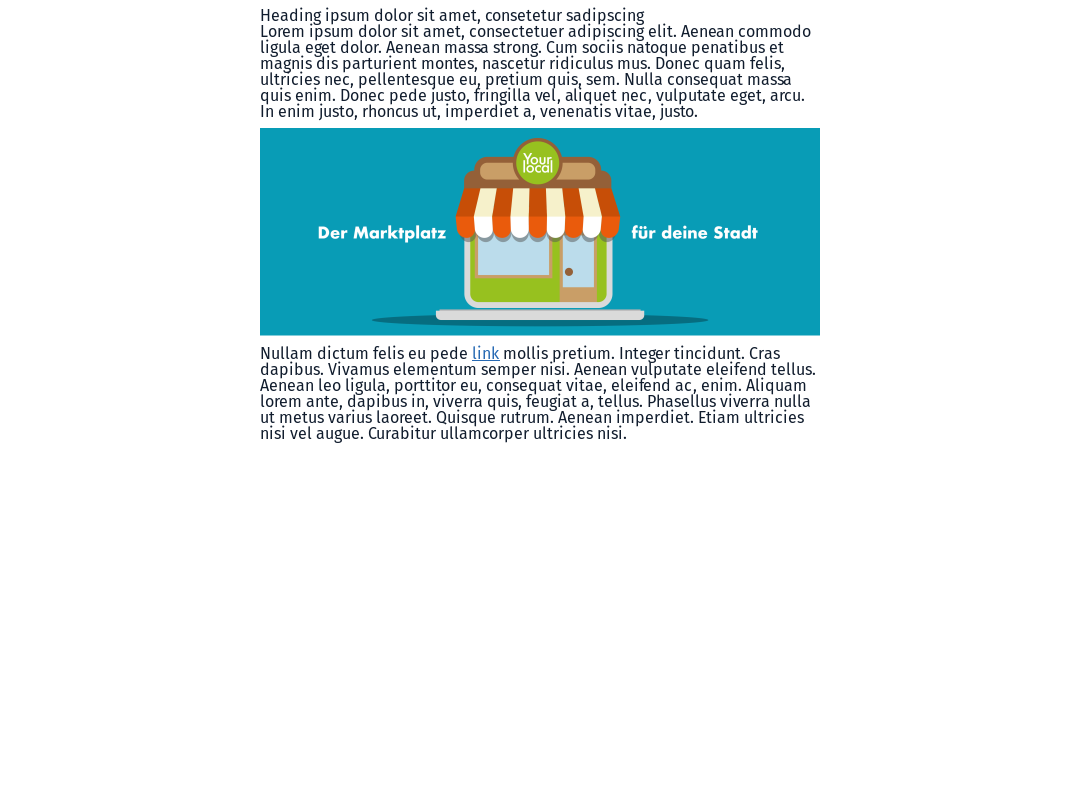 Heading ipsum dolor sit amet, consetetur sadipscing
Lorem ipsum dolor sit amet, consectetuer adipiscing elit. Aenean commodo
ligula eget dolor. Aenean massa strong. Cum sociis natoque penatibus et
magnis dis parturient montes, nascetur ridiculus mus. Donec quam felis,
ultricies nec, pellentesque eu, pretium quis, sem. Nulla consequat massa
quis enim. Donec pede justo, fringilla vel, aliquet nec, vulputate eget, arcu.
In enim justo, rhoncus ut, imperdiet a, venenatis vitae, justo.
Your
local
Der Marktplatz für deine Stadt
Nullam dictum felis eu pede link mollis pretium. Integer tincidunt. Cras
dapibus. Vivamus elementum semper nisi. Aenean vulputate eleifend tellus.
Aenean leo ligula, porttitor eu, consequat vitae, eleifend ac, enim. Aliquam
lorem ante, dapibus in, viverra quis, feugiat a, tellus. Phasellus viverra nulla
ut metus varius laoreet. Quisque rutrum. Aenean imperdiet. Etiam ultricies
nisi vel augue. Curabitur ullamcorper ultricies nisi.